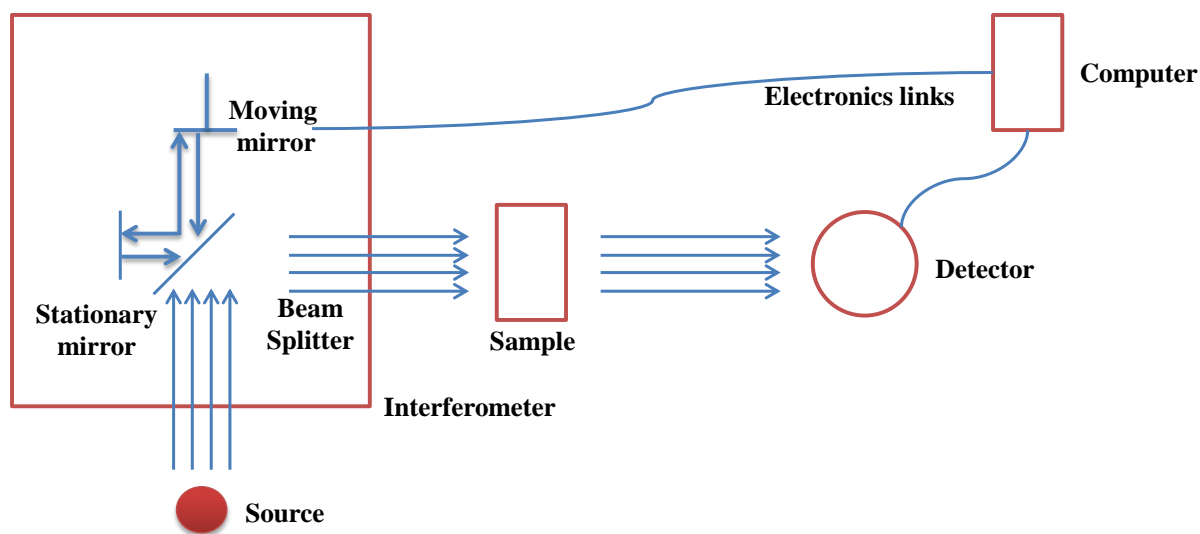 Moving
mirror
Electronics links
Computer
Stationary
mirror
Beam
Splitter
Sample
Detector
Interferometer
Source